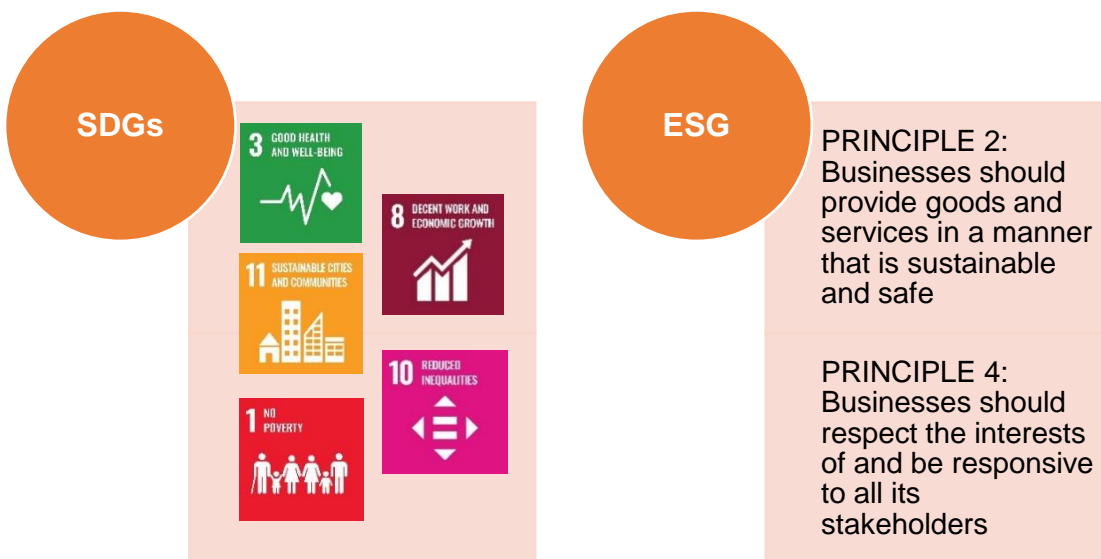 SDGs
3 GOOD HEALTH
AND WELL-BEING
8 DECENT WORK AND
ECONOMIC GROWTH
11 SUSTAINABLE CITIES
AND COMMUNITIES
10 REDUCED
INEQUALITIES
1 NO
POVERTY
ESG
PRINCIPLE 2:
Businesses should
provide goods and
services in a manner
that is sustainable
and safe
PRINCIPLE 4:
Businesses should
respect the interests
of and be responsive
to all its
stakeholders